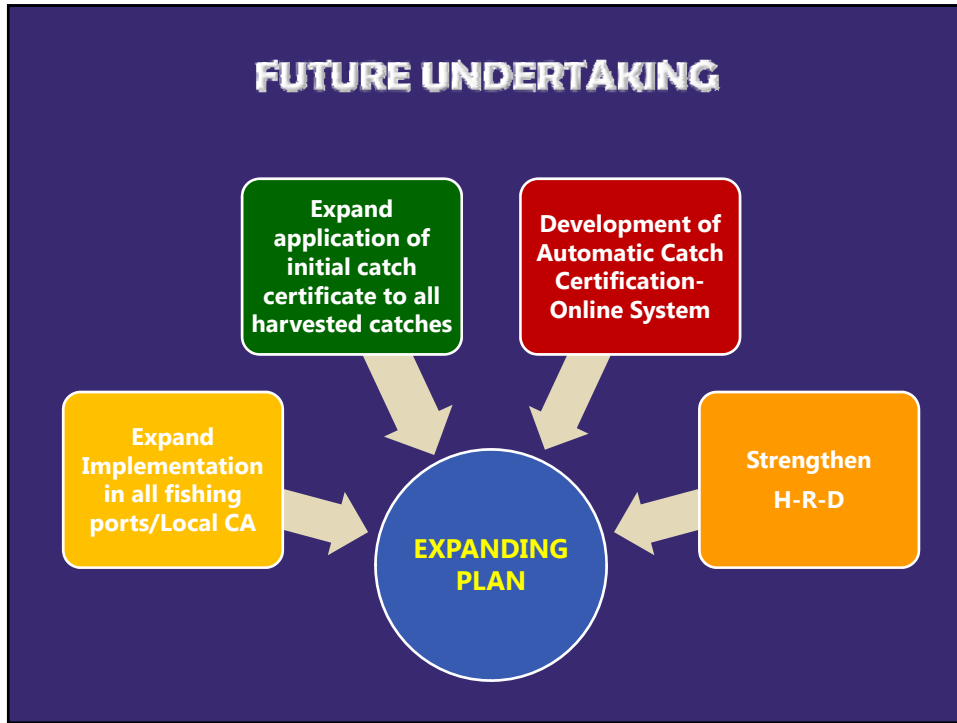 FUTURE UNDERTAKING
Expand
application of
initial catch
certificate to all
harvested catches
Development of
Automatic Catch
Certification-
Online System
Expand
Implementation
in all fishing
ports/Local CA
Strengthen
H-R-D
EXPANDING
PLAN